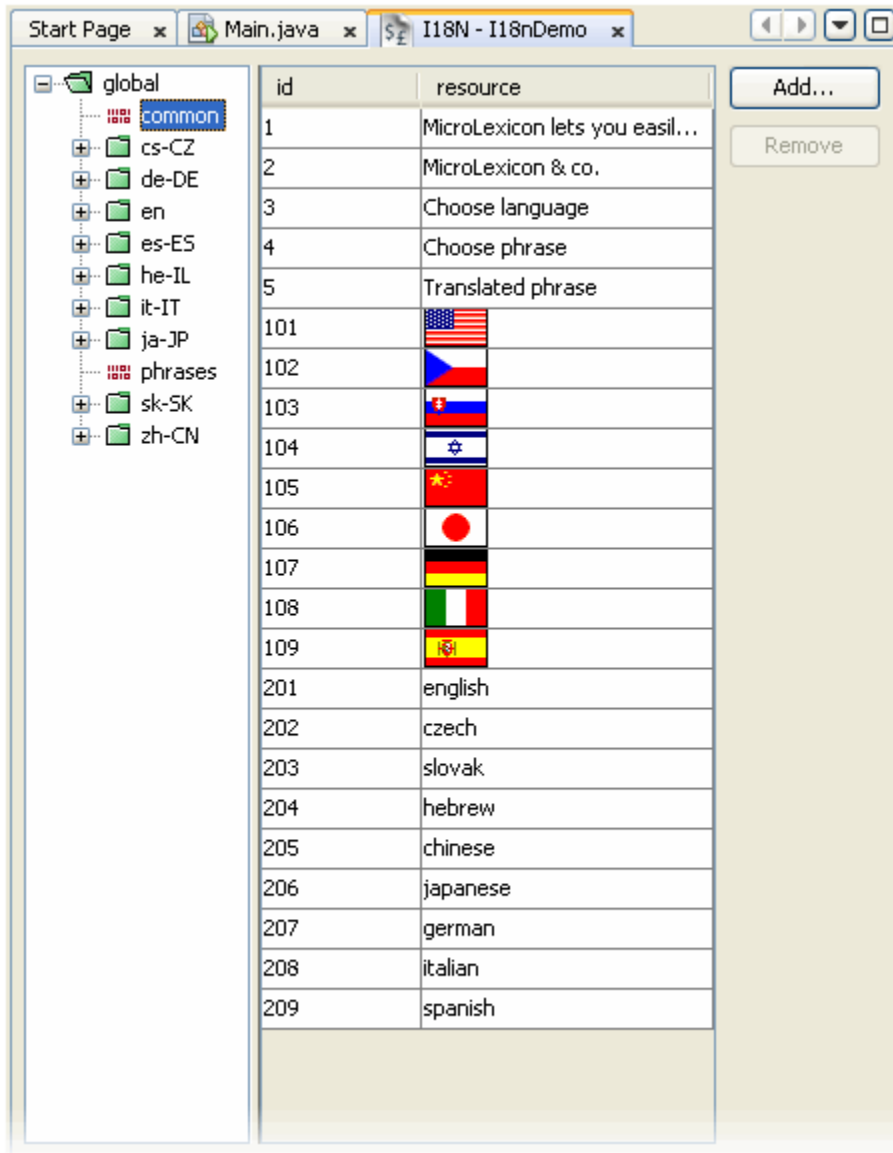 Start Page
Main.java
I18N - I18nDemo
global
common
cs-CZ
de-DE
en
es-ES
he-IL
it-IT
ja-JP
phrases
sk-SK
zh-CN
id resource
1 MicroLexicon lets you easil...
2 MicroLexicon & co.
3 Choose language
4 Choose phrase
5 Translated phrase
101
102
103
104
105
106
107
108
109
201 english
202 czech
203 slovak
204 hebrew
205 chinese
206 japanese
207 german
208 italian
209 spanish
Add...
Remove